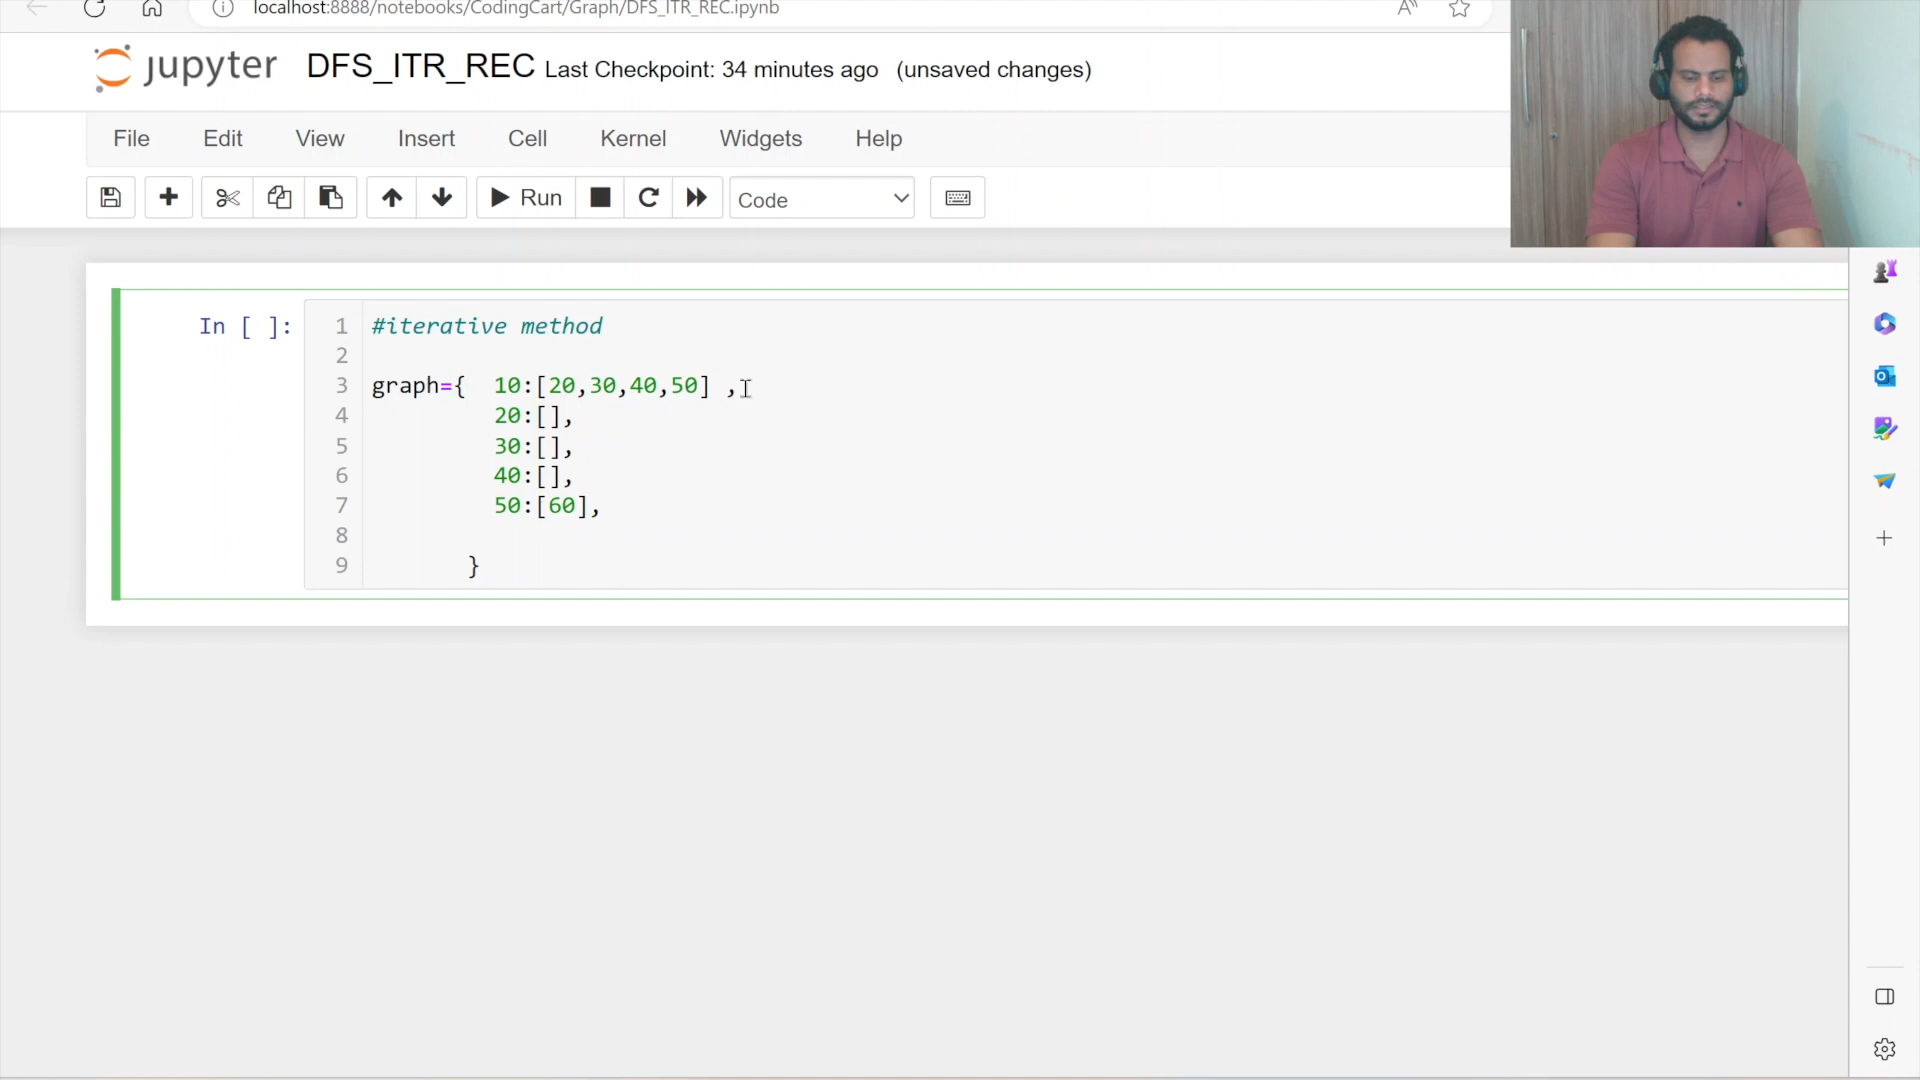 localhost:8888/notebooks/CodingCart/Graph/DFS_ITR_REC.ipynb
jupyter DFS_ITR_REC Last Checkpoint: 34 minutes ago (unsaved changes)
File Edit View Insert Cell Kernel Widgets Help
Run Code
In [ ]: 1 #iterative method
2
3 graph={  10:[20,30,40,50] ,
4 20:[],
5 30:[],
6 40:[],
7 50:[60],
8
9 }